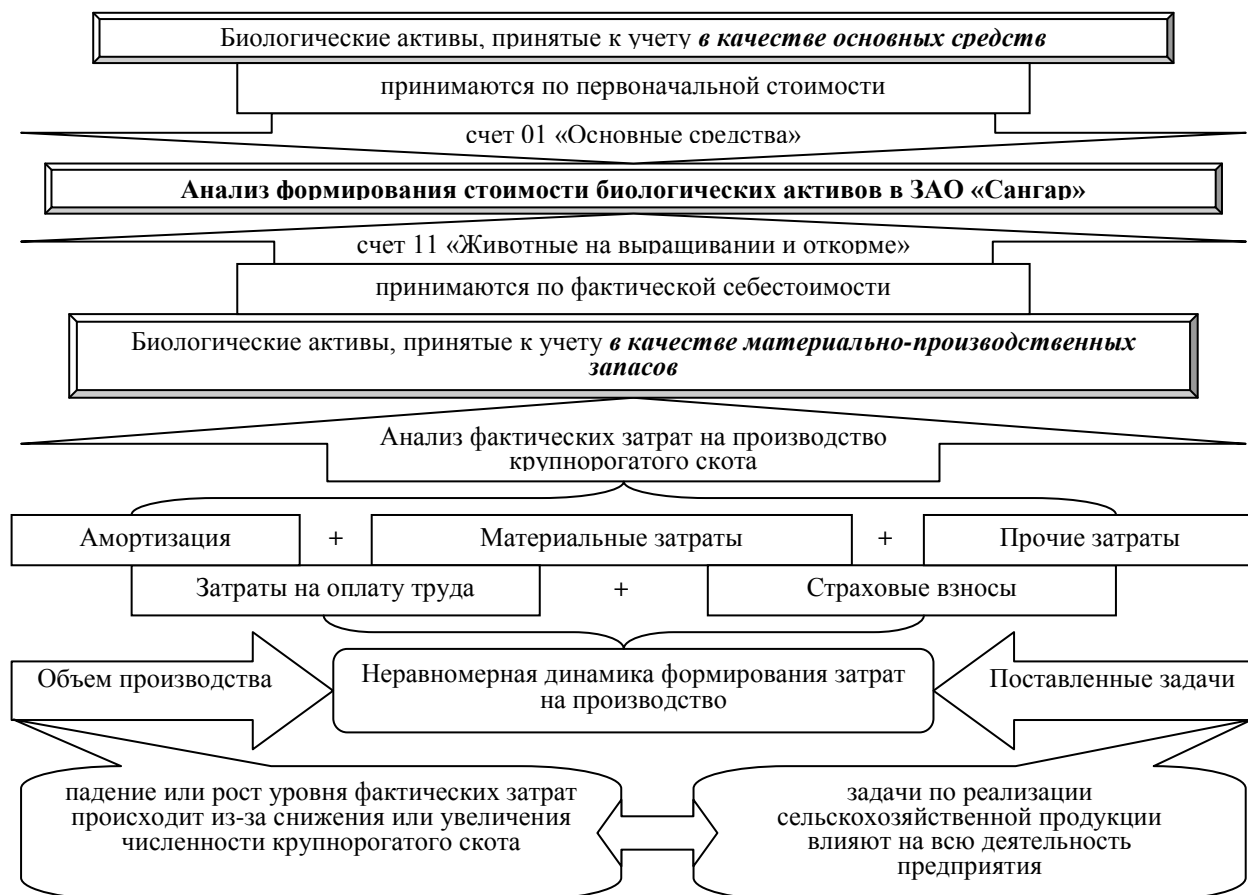 Биологические активы, принятые к учету в качестве основных средств
принимаются по первоначальной стоимости
счет 01 «Основные средства»
Анализ формирования стоимости биологических активов в ЗАО «Сангар»
счет 11 «Животные на выращивании и откорме»
принимаются по фактической себестоимости
Биологические активы, принятые к учету в качестве материально-производственных
запасов
Анализ фактических затрат на производство
крупнорогатого скота
Амортизация + Материальные затраты + Прочие затраты
Затраты на оплату труда + Страховые взносы
Объем производства
Неравномерная динамика формирования затрат
на производство
Поставленные задачи
падение или рост уровня фактических затрат
происходит из-за снижения или увеличения
численности крупнорогатого скота
задачи по реализации
сельскохозяйственной продукции
влияют на всю деятельность
предприятия